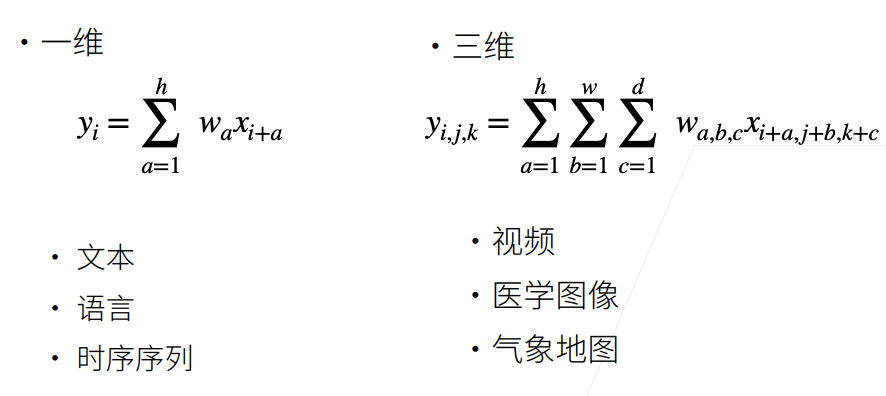 • 一维
y_i = \sum_{a=1}^{h} w_a x_{i+a}
• 文本
• 语言
• 时序序列
• 三维
y_{i,j,k} = \sum_{a=1}^{h} \sum_{b=1}^{w} \sum_{c=1}^{d} w_{a,b,c} x_{i+a,j+b,k+c}
• 视频
• 医学图像
• 气象地图